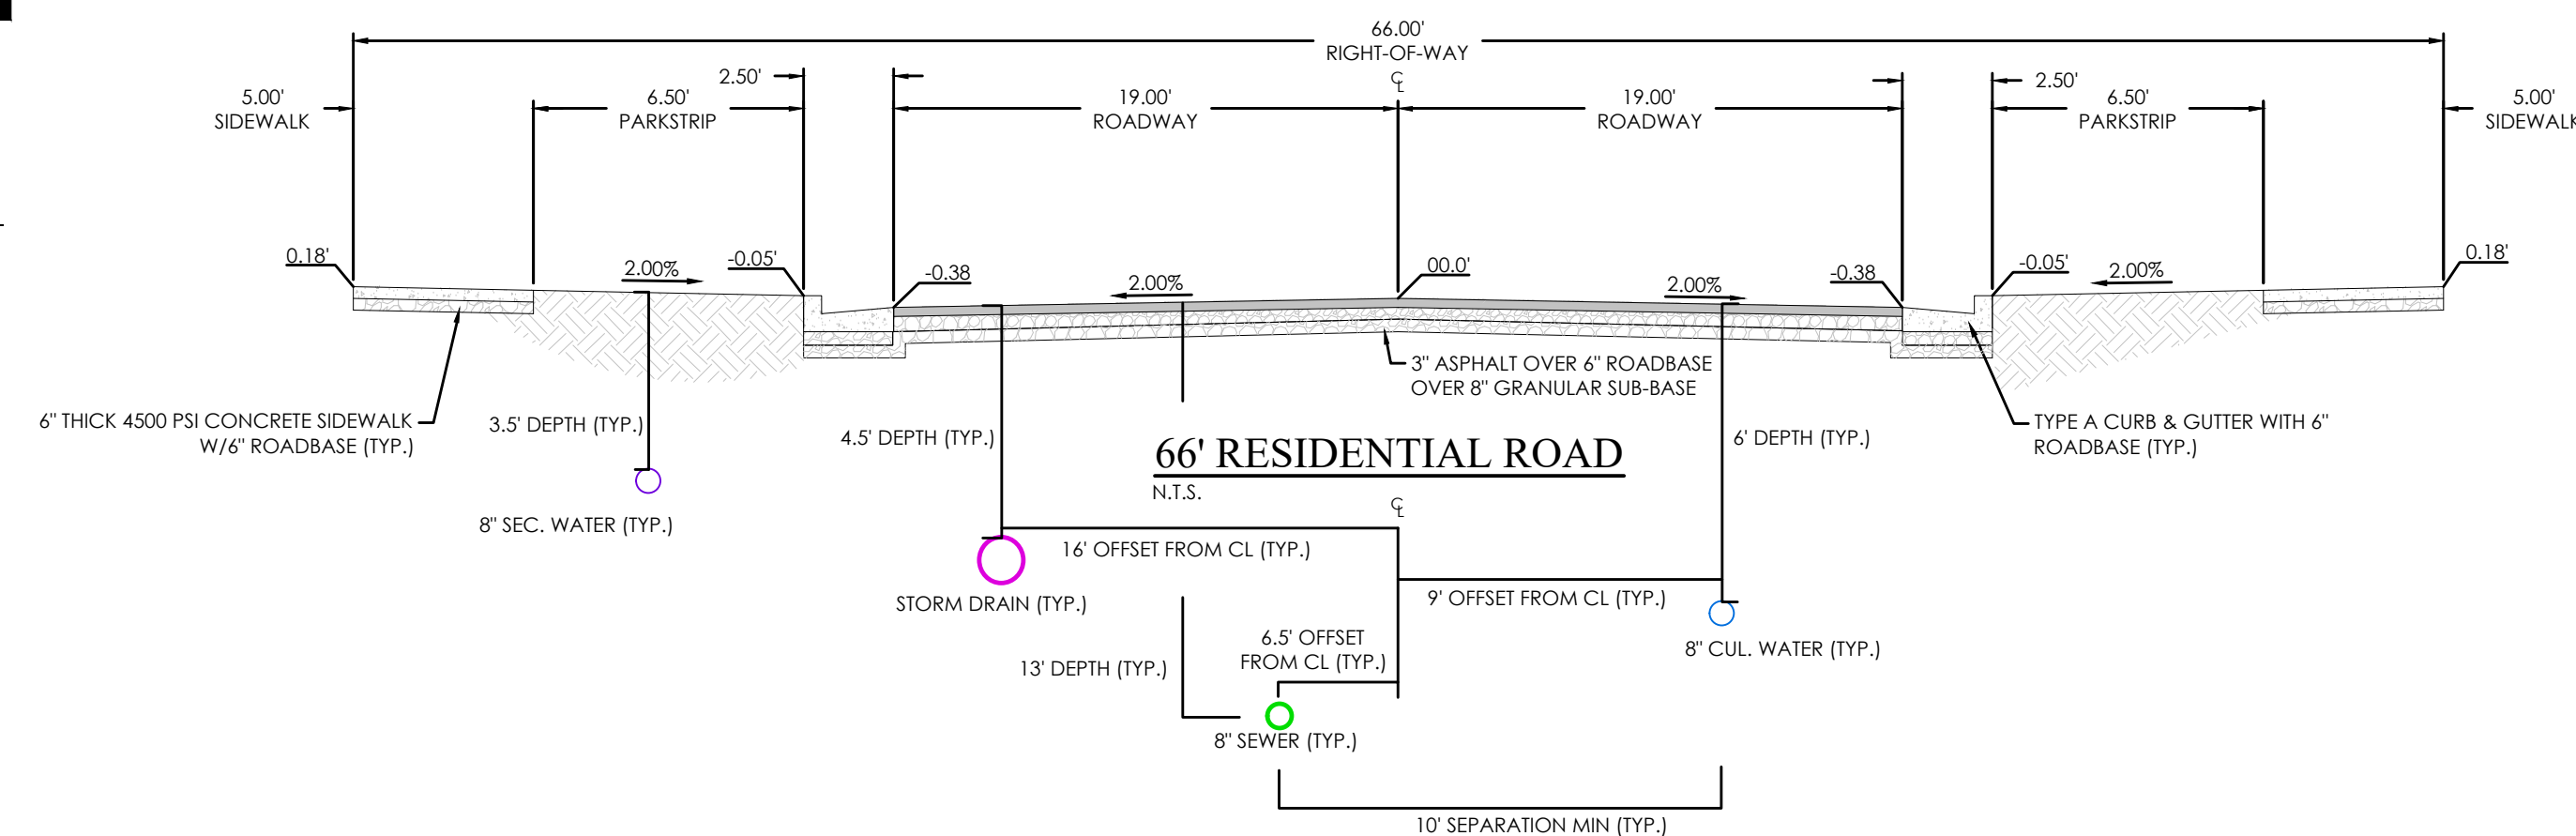 66.00'
RIGHT-OF-WAY
℄
2.50'
2.50'
5.00'
SIDEWALK
6.50'
PARKSTRIP
19.00'
ROADWAY
19.00'
ROADWAY
6.50'
PARKSTRIP
5.00'
SIDEWALK
0.18'
2.00%
-0.05'
-0.38
2.00%
00.0'
2.00%
-0.38
-0.05'
2.00%
0.18'
3" ASPHALT OVER 6" ROADBASE
OVER 8" GRANULAR SUB-BASE
6" THICK 4500 PSI CONCRETE SIDEWALK
W/6" ROADBASE (TYP.)
3.5' DEPTH (TYP.)
4.5' DEPTH (TYP.)
6' DEPTH (TYP.)
TYPE A CURB & GUTTER WITH 6"
ROADBASE (TYP.)
66' RESIDENTIAL ROAD
N.T.S.
℄
8" SEC. WATER (TYP.)
16' OFFSET FROM CL (TYP.)
STORM DRAIN (TYP.)
9' OFFSET FROM CL (TYP.)
6.5' OFFSET
FROM CL (TYP.)
8" CUL. WATER (TYP.)
13' DEPTH (TYP.)
8" SEWER (TYP.)
10' SEPARATION MIN (TYP.)